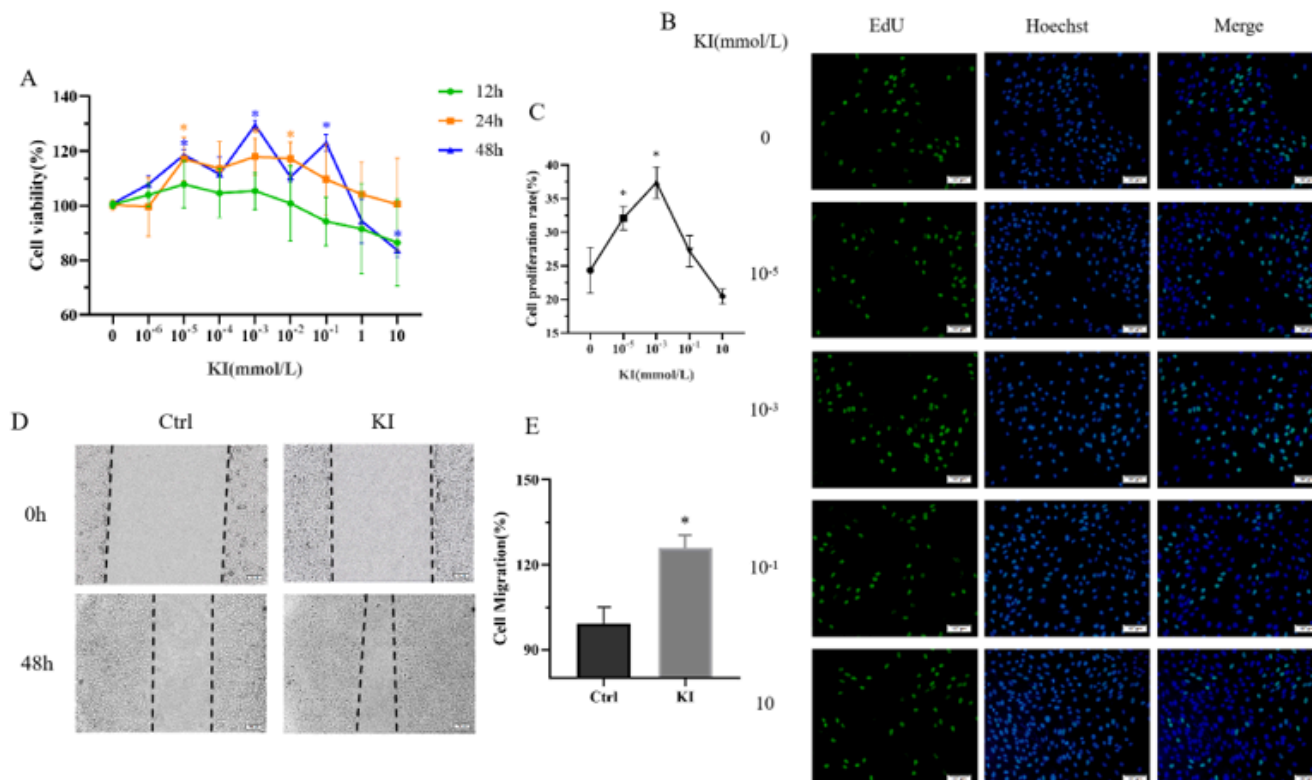 A
Cell viability(%)
140
120
100
80
60
0 10⁻⁶ 10⁻⁵ 10⁻⁴ 10⁻³ 10⁻² 10⁻¹ 1 10
KI(mmol/L)
* * * * * * *
12h
24h
48h
B
KI(mmol/L)
EdU Hoechst Merge
0
10⁻⁵
10⁻³
10⁻¹
10
C
Cell proliferation rate(%)
40
35
30
25
20
15
0 10⁻⁵ 10⁻³ 10⁻¹ 10
KI(mmol/L)
* *
D
Ctrl KI
0h
48h
E
Cell Migration(%)
150
120
90
*
Ctrl KI